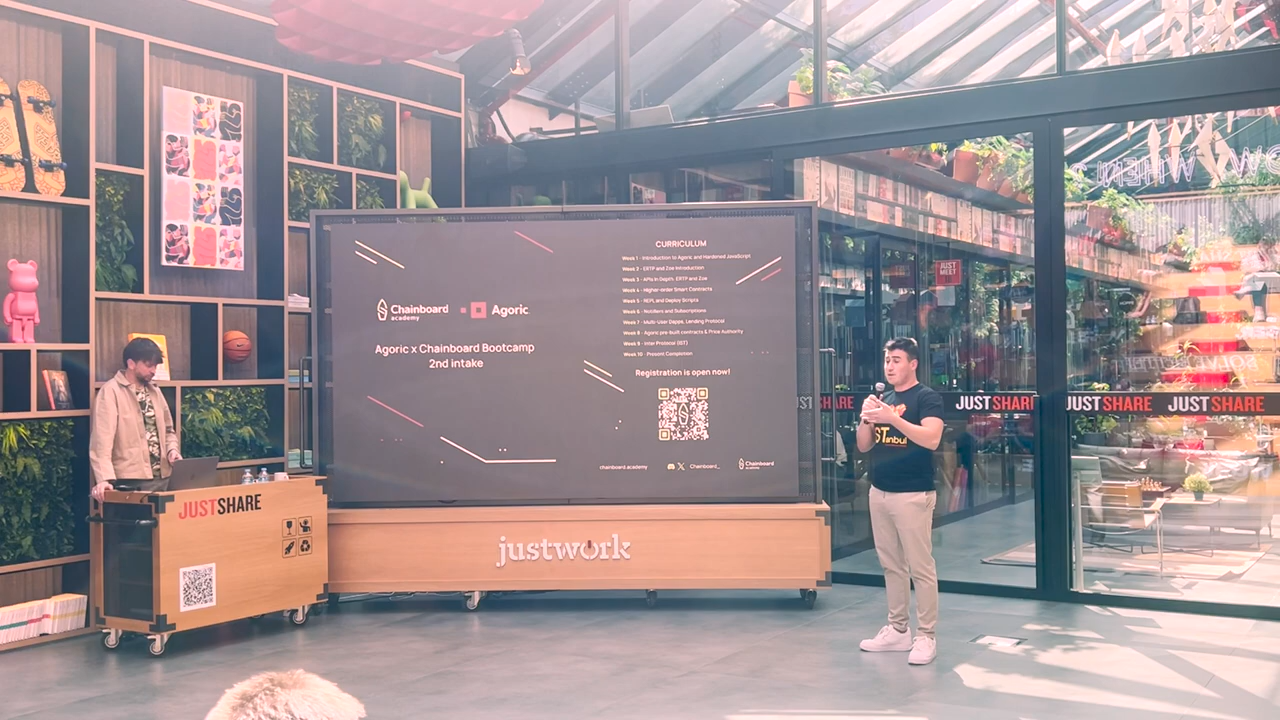 Chainboard
academy
Agoric
Agoric x Chainboard Bootcamp
2nd intake
CURRICULUM
Week 1 - Introduction to Agoric and Hardened JavaScript
Week 2 - ERTP and Zoe Introduction
Week 3 - APIs in Depth: ERTP and Zoe
Week 4 - Higher-order Smart Contracts
Week 5 - REPL and Deploy Scripts
Week 6 - Notifiers and Subscriptions
Week 7 - Multi-User Dapps, Lending Protocol
Week 8 - Agoric pre-built contracts & Price Authority
Week 9 - Inter Protocol (IST)
Week 10 - Present Completion
Registration is open now!
chainboard.academy
Chainboard_
Chainboard
academy
JUSTSHARE
justwork
JUST
MEET
JUSTSHARE
JUSTSHARE
JUSTSHARE